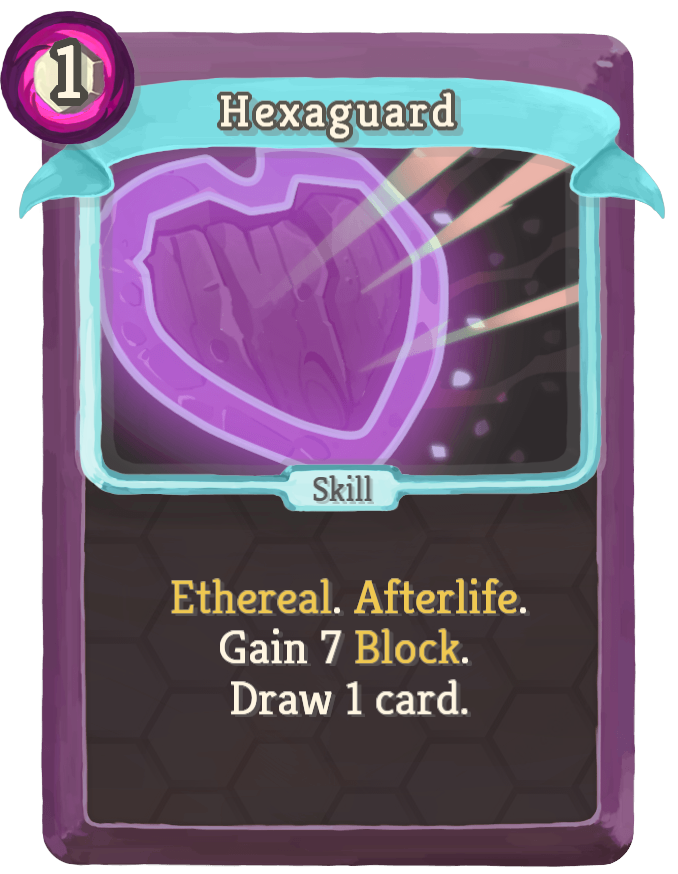 1
Hexaguard
Skill
Ethereal. Afterlife.
Gain 7 Block.
Draw 1 card.